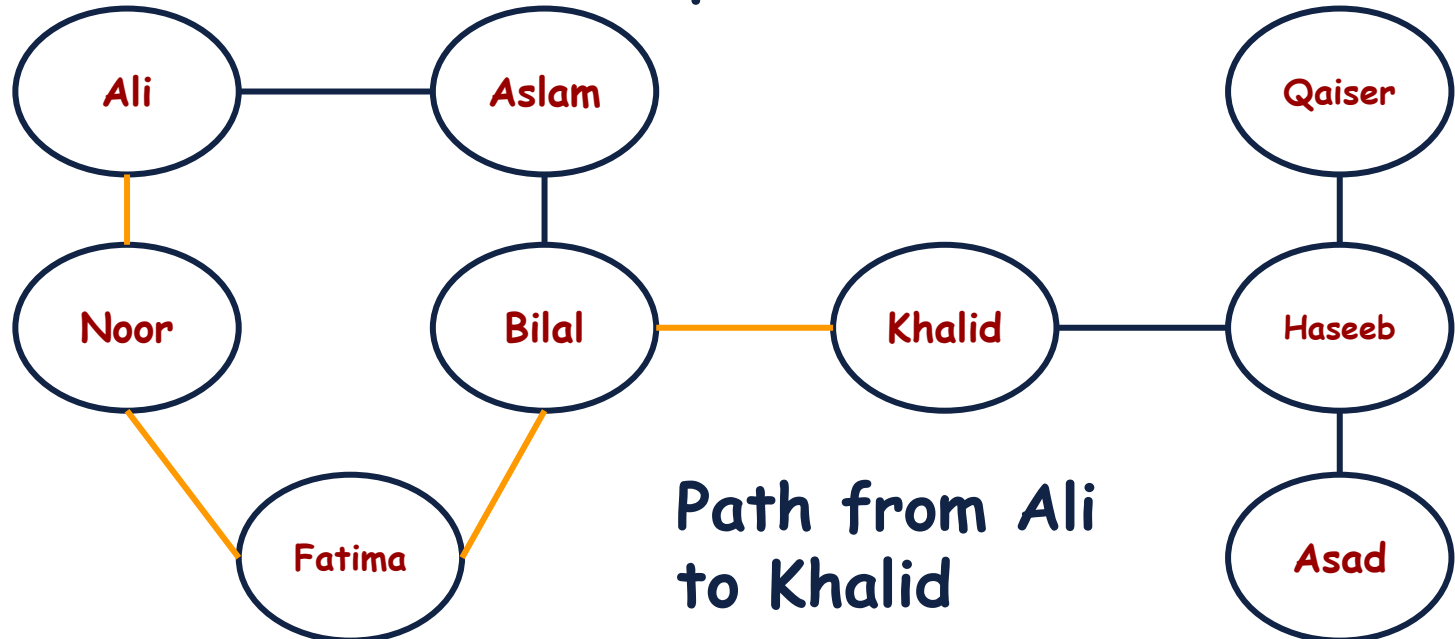 Ali
Aslam
Qaiser
Noor
Bilal
Khalid
Haseeb
Fatima
Path from Ali
to Khalid
Asad